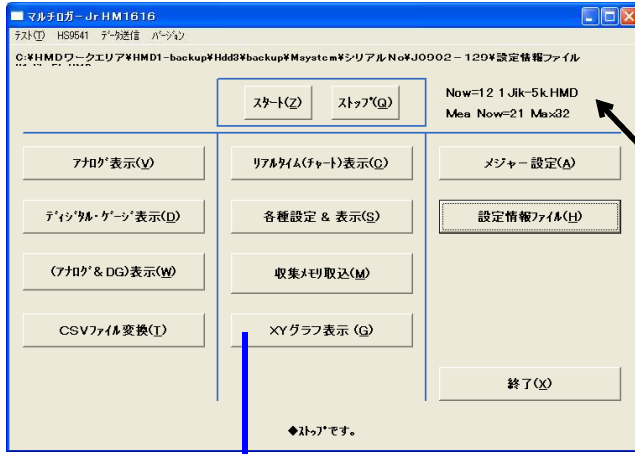 マルチロガー-Jr HM1616
テスト(T) HS9541 データ送信 バージョン
C:¥HMDワークエリア¥HMD1-backup¥Hdd3¥backup¥Msystem¥シリアルNo¥J0902-129¥設定情報ファイル
スタート(Z) ストップ(Q)
Now=12 1 Jik-5k.HMD
Mea Now=21 Max32
アナログ表示(V) リアルタイム(チャート)表示(C) メジャー設定(A)
ディジタル・ゲージ表示(D) 各種設定 & 表示(S) 設定情報ファイル(H)
(アナログ& DG)表示(W) 収集メモリ取込(M)
CSVファイル変換(T) XYグラフ表示 (G)
終了(X)
◆ストップです。